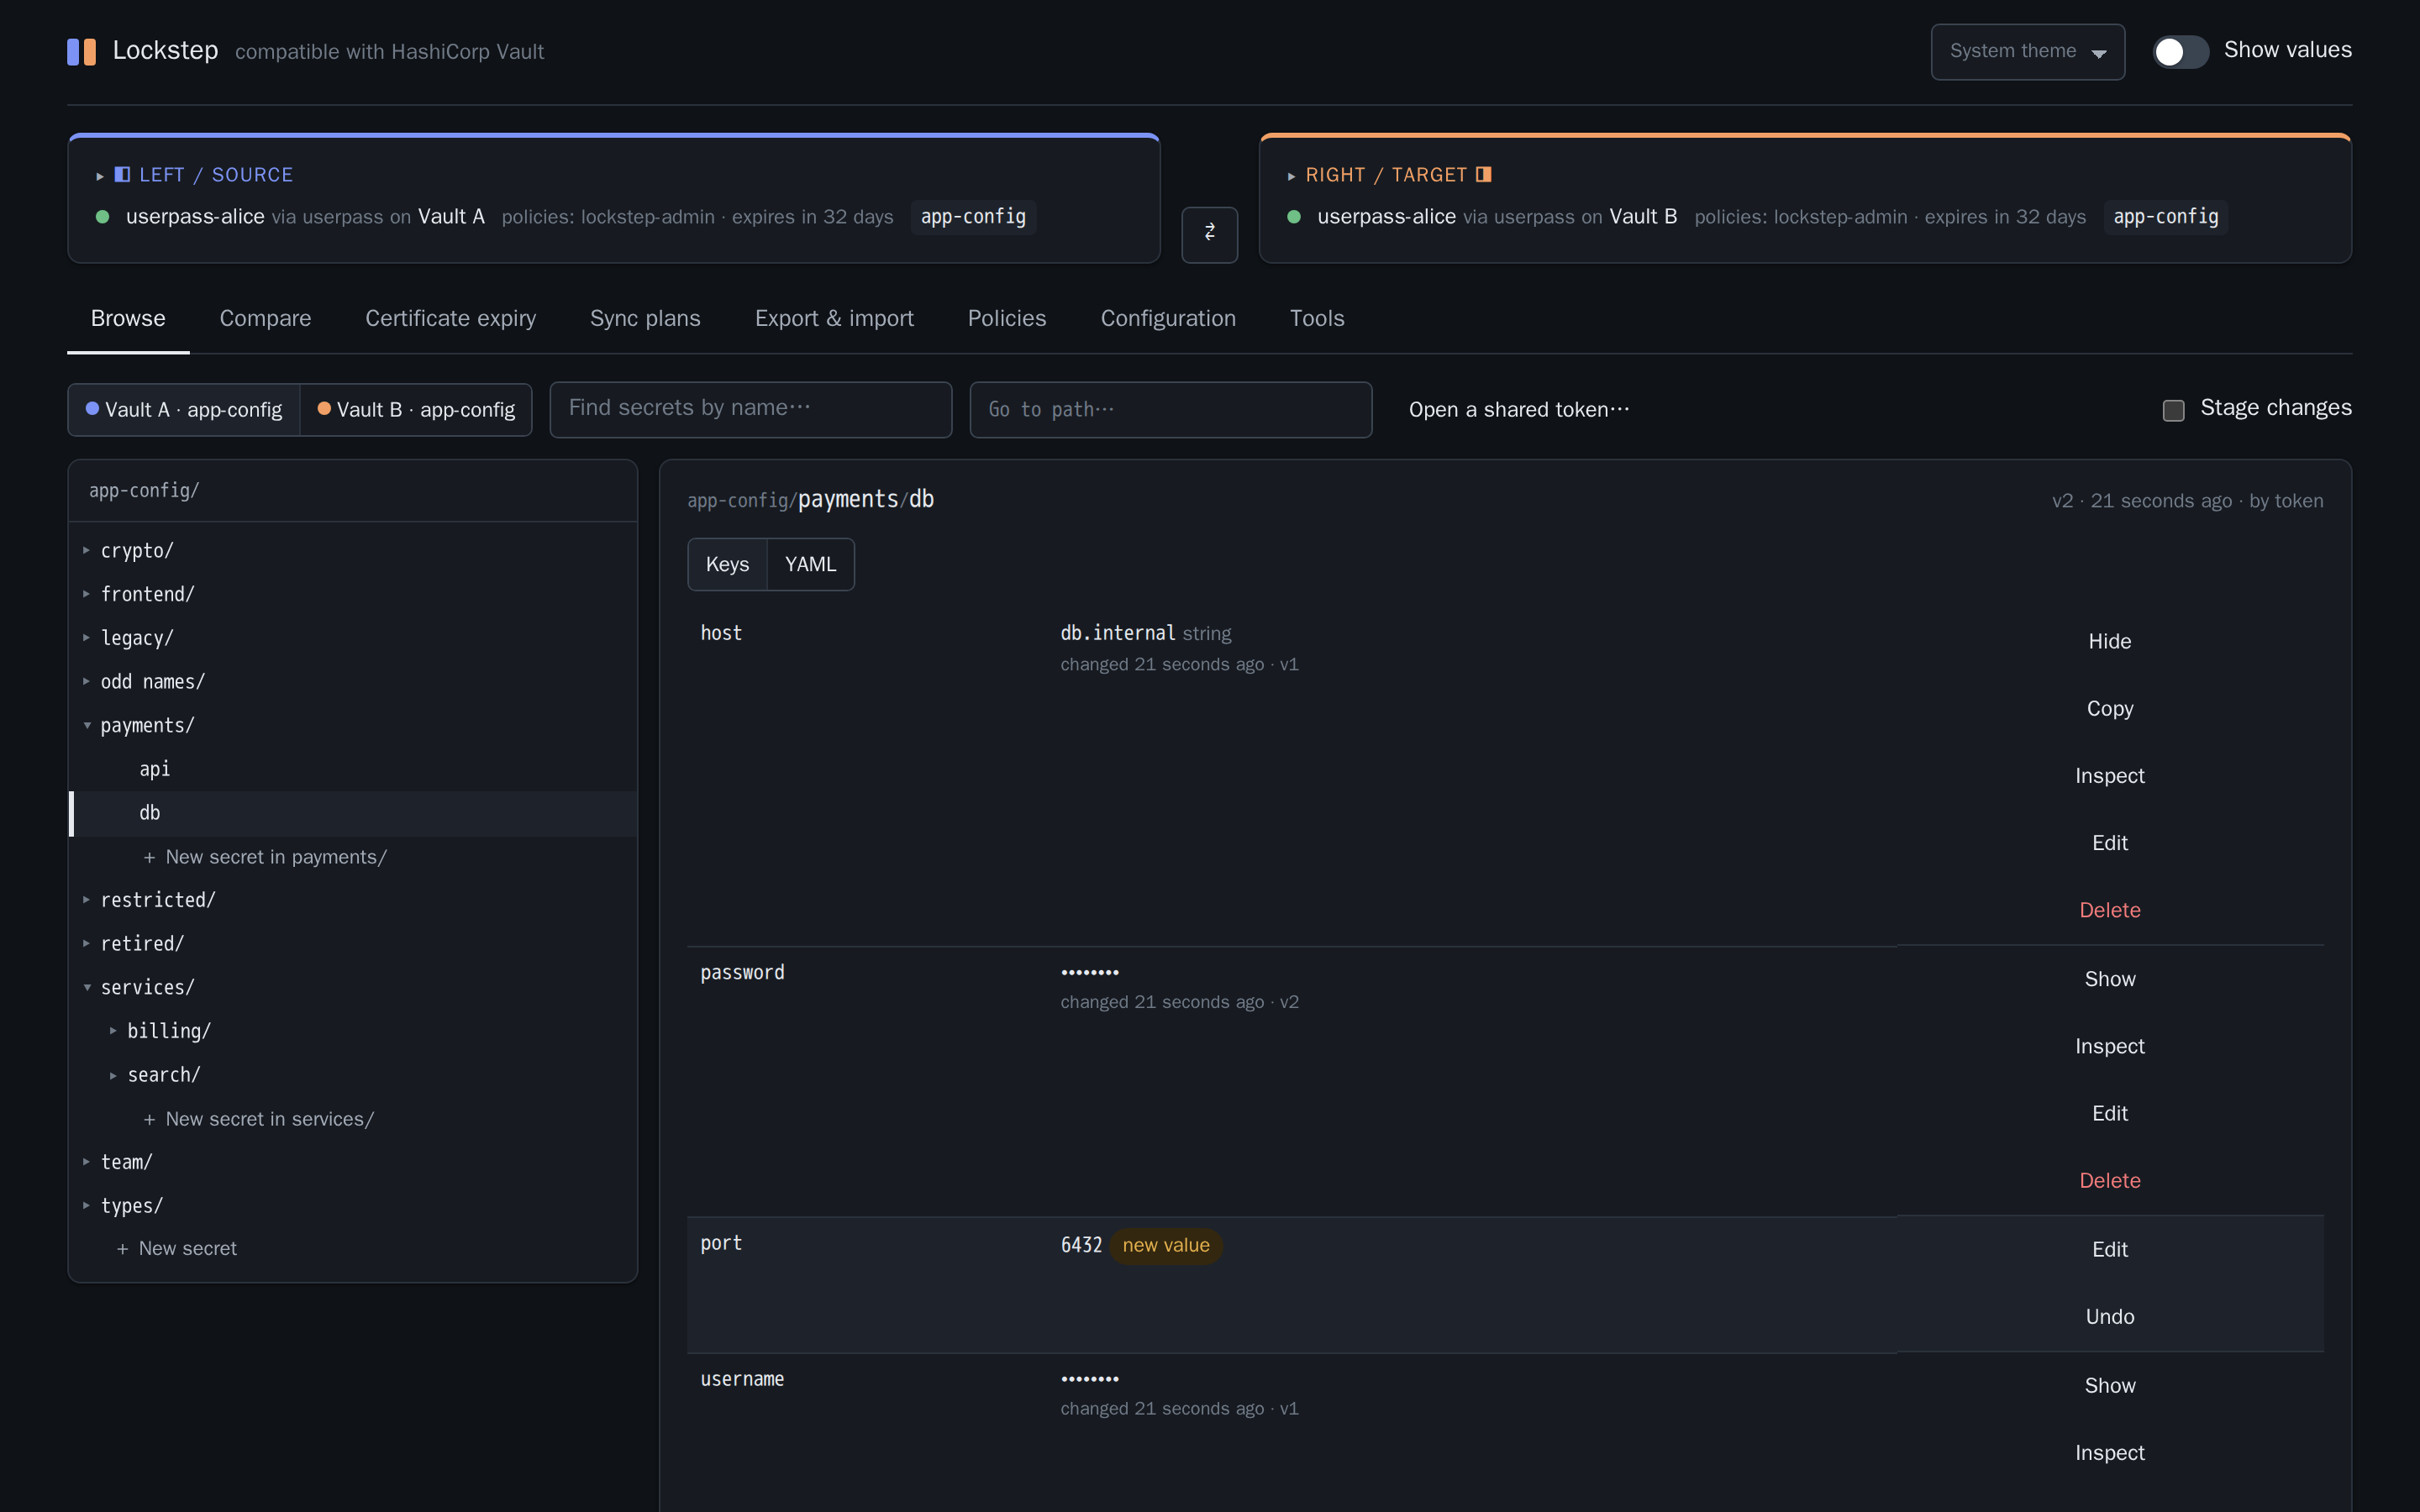 Lockstep compatible with HashiCorp Vault
System theme
Show values
LEFT / SOURCE
userpass-alice via userpass on Vault A policies: lockstep-admin · expires in 32 days app-config
RIGHT / TARGET
userpass-alice via userpass on Vault B policies: lockstep-admin · expires in 32 days app-config
Browse Compare Certificate expiry Sync plans Export & import Policies Configuration Tools
Vault A · app-config Vault B · app-config Find secrets by name··· Go to path··· Open a shared token··· Stage changes
app-config/
crypto/
frontend/
legacy/
odd names/
payments/
api
db
+ New secret in payments/
restricted/
retired/
services/
billing/
search/
+ New secret in services/
team/
types/
+ New secret
app-config/payments/db v2 · 21 seconds ago · by token
Keys YAML
host db.internal string
changed 21 seconds ago · v1
Hide
Copy
Inspect
Edit
Delete
password ••••••••
changed 21 seconds ago · v2
Show
Inspect
Edit
Delete
port 6432 new value
Edit
Undo
username ••••••••
changed 21 seconds ago · v1
Show
Inspect